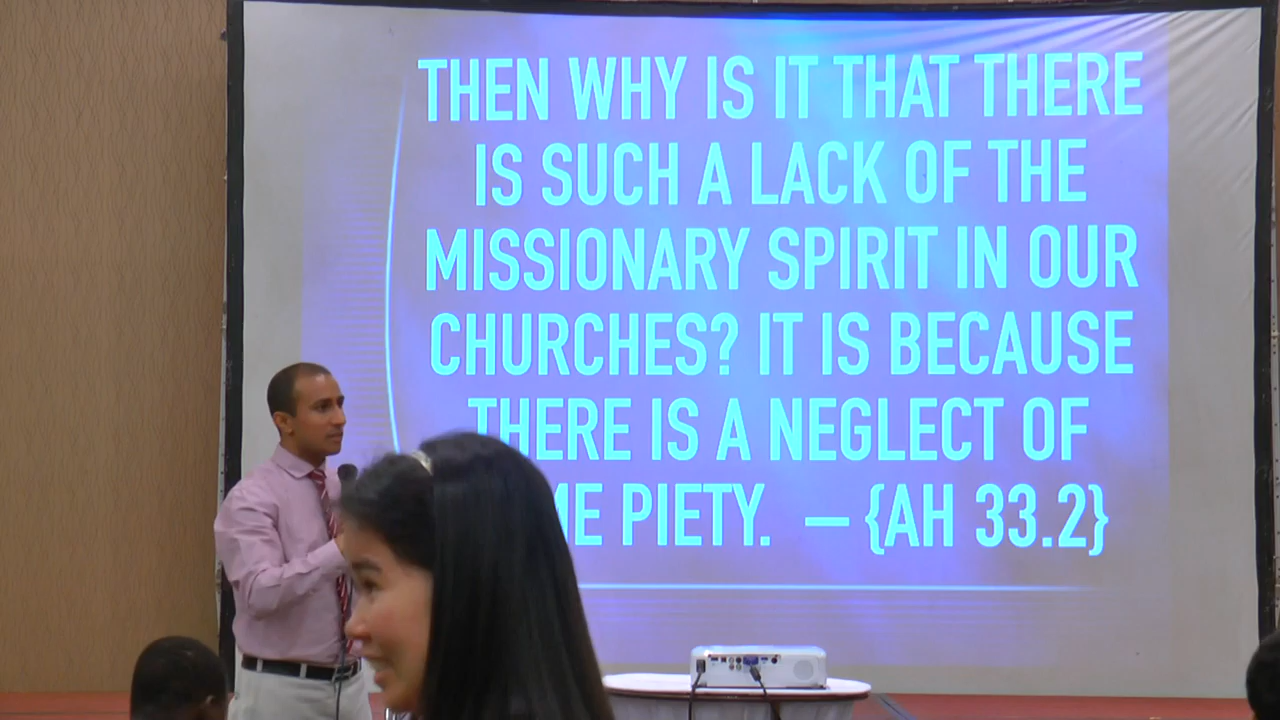 THEN WHY IS IT THAT THERE
IS SUCH A LACK OF THE
MISSIONARY SPIRIT IN OUR
CHURCHES? IT IS BECAUSE
THERE IS A NEGLECT OF
PIETY. – {AH 33.2}